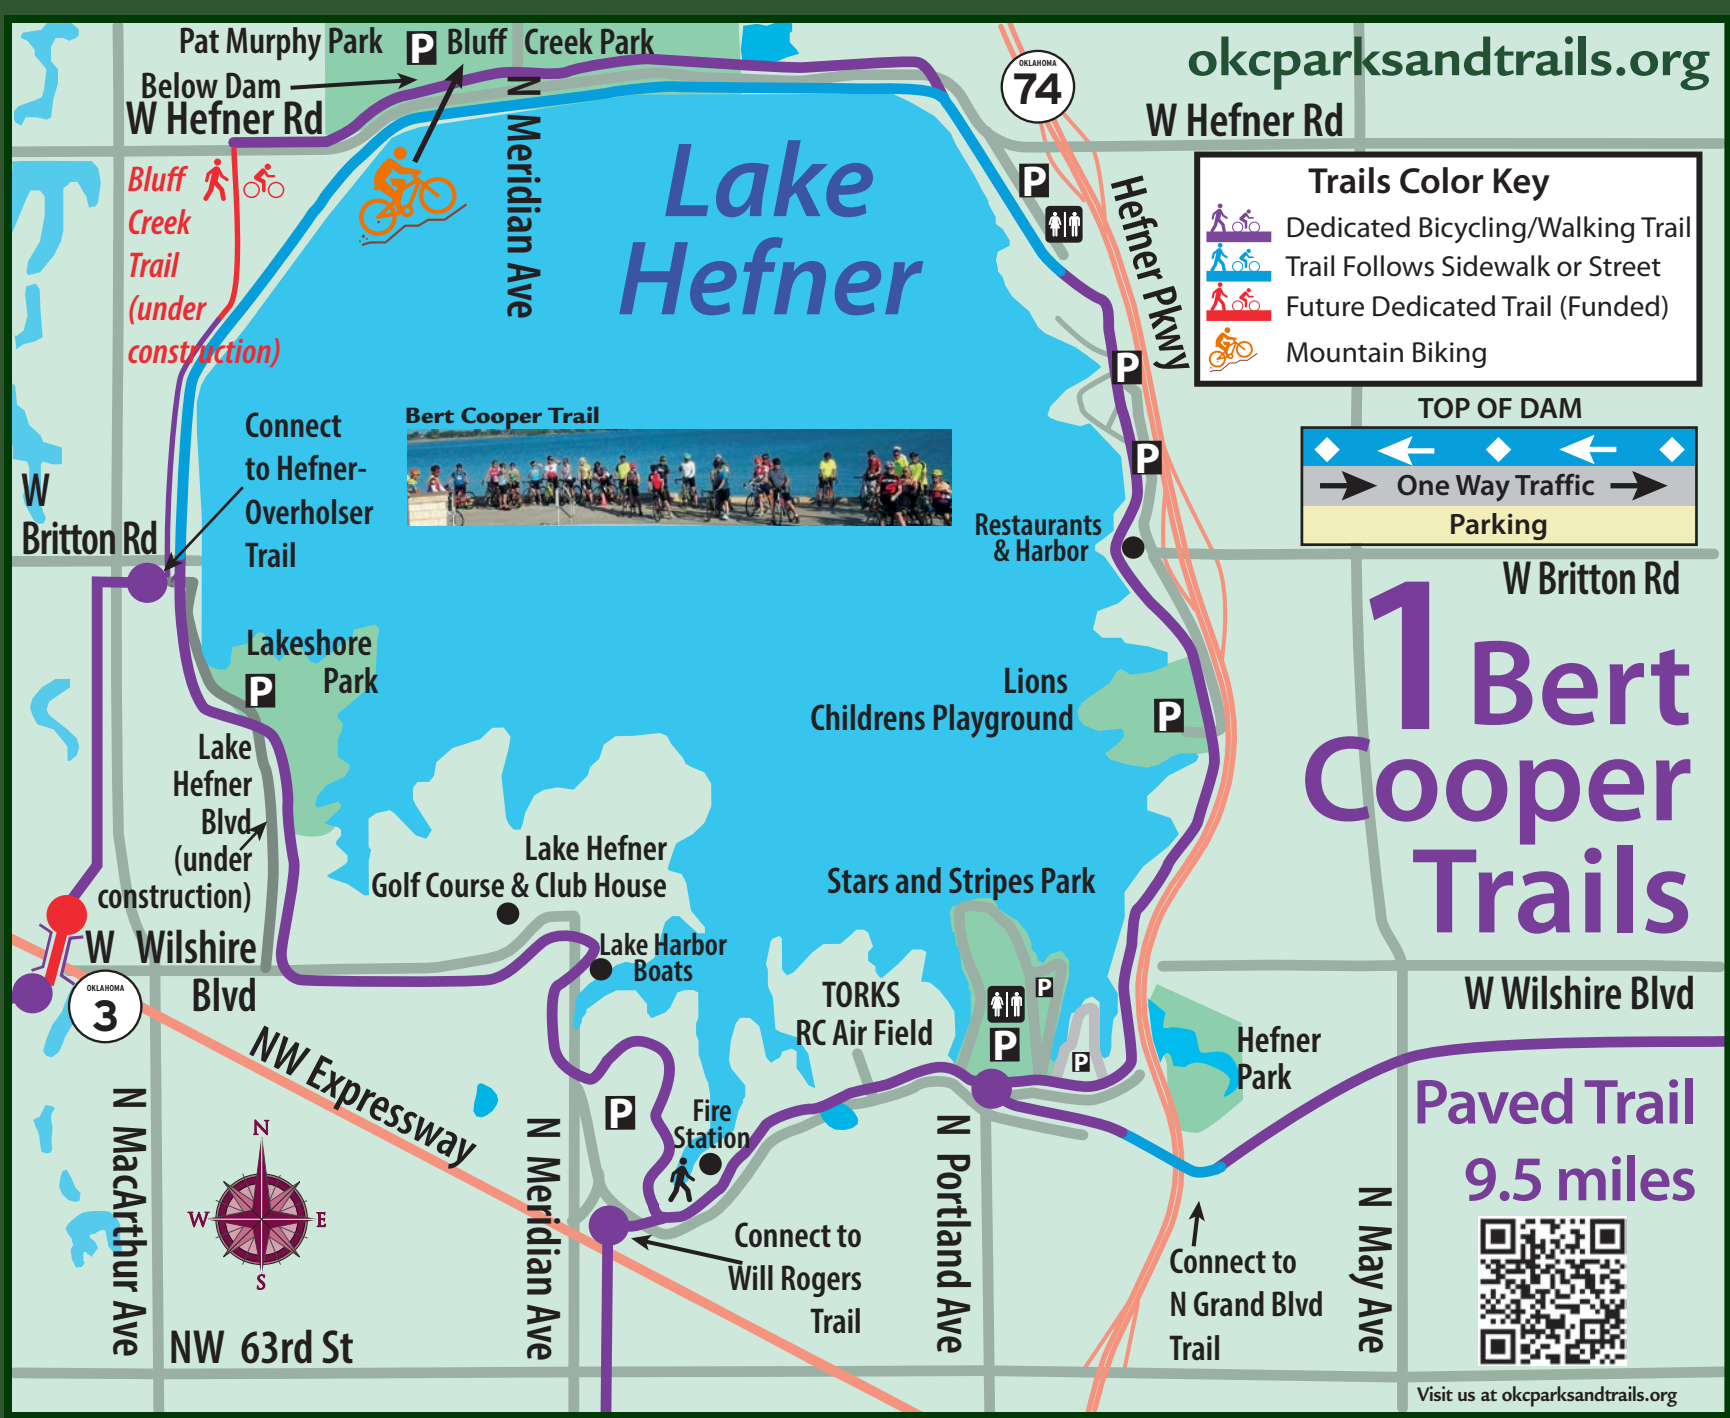 Pat Murphy Park
P
Bluff Creek Park
Below Dam
W Hefner Rd
N Meridian Ave
OKLAHOMA
74
okcparksandtrails.org
W Hefner Rd
Bluff
Creek
Trail
(under
construction)
Lake
Hefner
P
Hefner Pkwy
Trails Color Key
Dedicated Bicycling/Walking Trail
Trail Follows Sidewalk or Street
Future Dedicated Trail (Funded)
Mountain Biking
P
TOP OF DAM
One Way Traffic
Parking
Bert Cooper Trail
Connect
to Hefner-
Overholser
Trail
W
Britton Rd
P
Restaurants
& Harbor
W Britton Rd
1 Bert
Cooper
Trails
Lakeshore
Park
P
Lions
Childrens Playground
P
Lake
Hefner
Blvd
(under
construction)
Lake Hefner
Golf Course & Club House
Stars and Stripes Park
W Wilshire
Blvd
OKLAHOMA
3
Lake Harbor
Boats
TORKS
RC Air Field
P
P
P
W Wilshire Blvd
Hefner
Park
NW Expressway
P
Fire
Station
Paved Trail
9.5 miles
N MacArthur Ave
N
W
E
S
N Meridian Ave
N Portland Ave
N May Ave
Connect to
Will Rogers
Trail
Connect to
N Grand Blvd
Trail
NW 63rd St
Visit us at okcparksandtrails.org